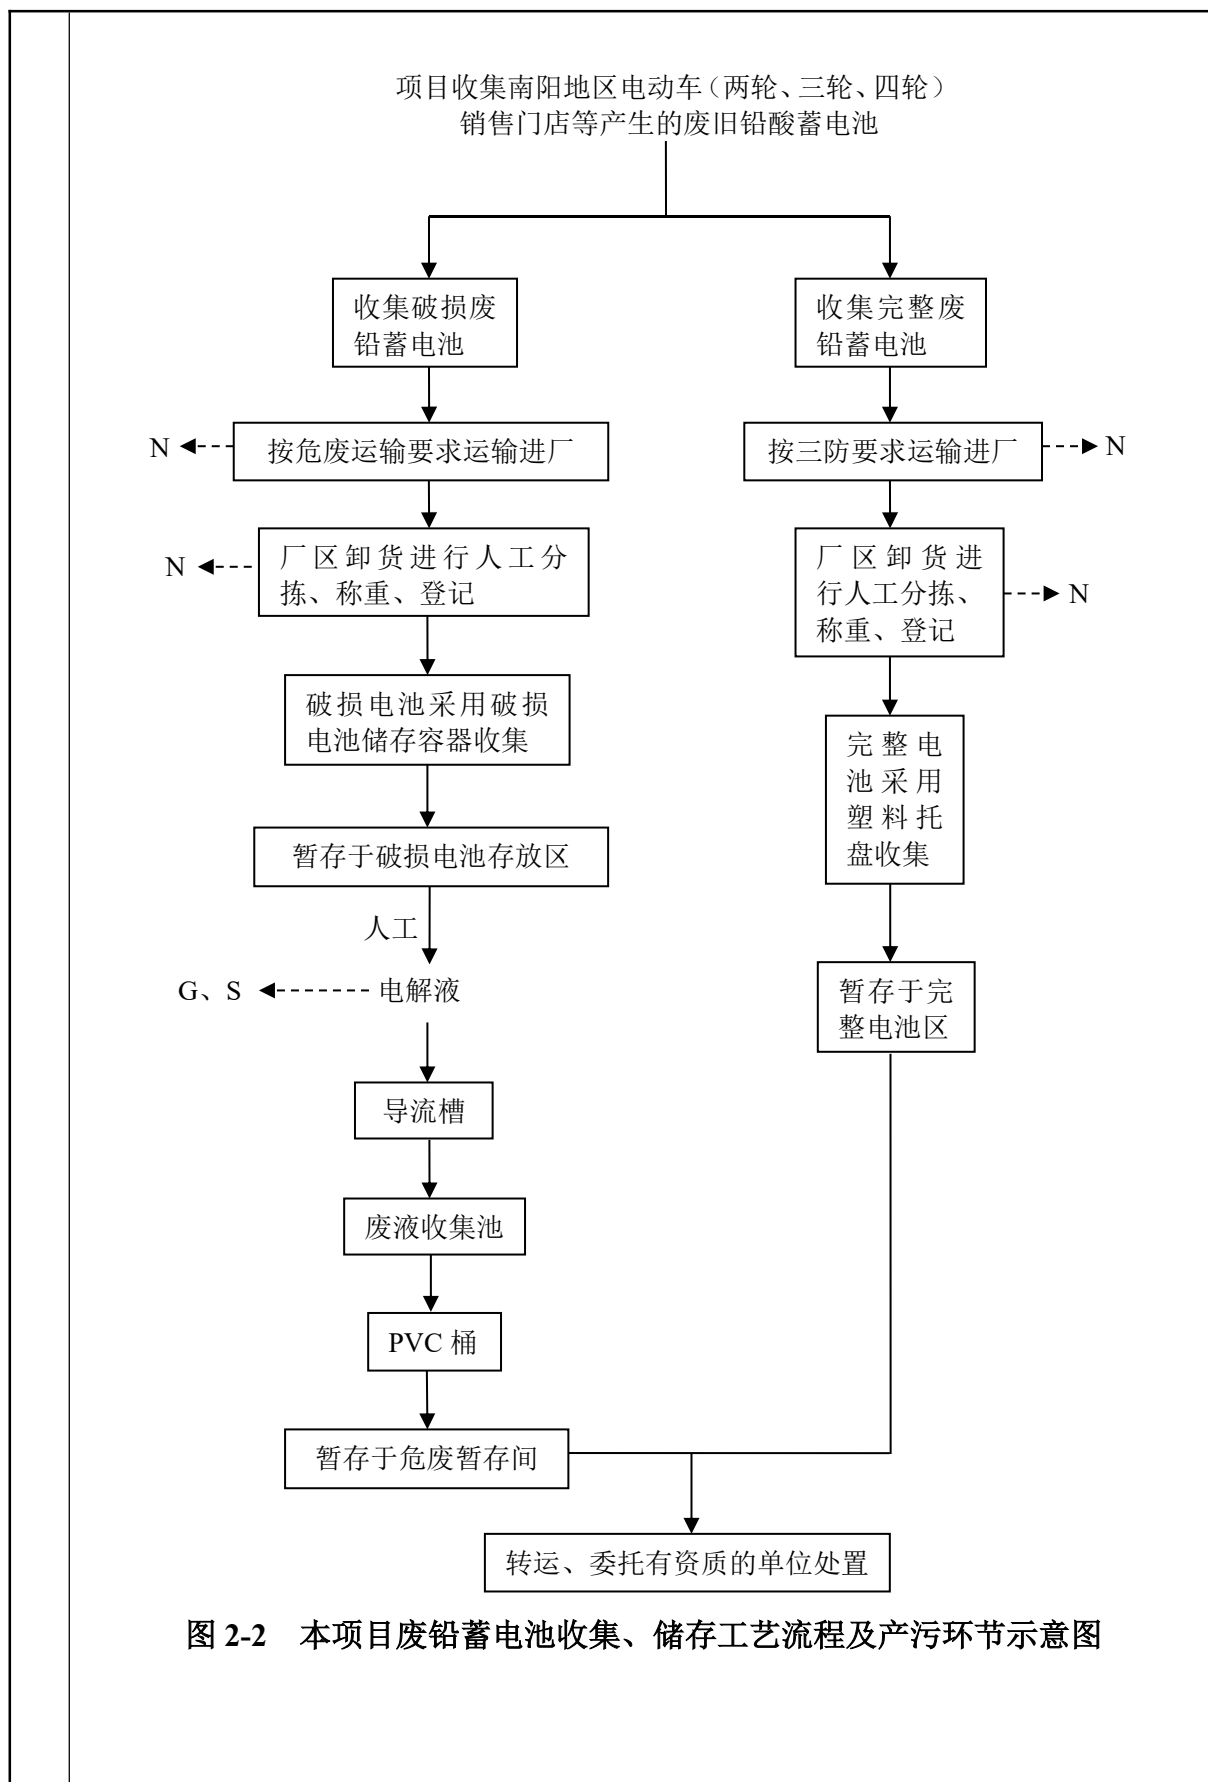 项目收集南阳地区电动车（两轮、三轮、四轮）
销售门店等产生的废旧铅酸蓄电池
收集破损废
铅蓄电池
收集完整废
铅蓄电池
N
按危废运输要求运输进厂
按三防要求运输进厂
N
N
厂区卸货进行人工分
拣、称重、登记
厂区卸货进
行人工分拣、
称重、登记
N
破损电池采用破损
电池储存容器收集
完整电
池采用
塑料托
盘收集
暂存于破损电池存放区
人工
G、S
电解液
暂存于完
整电池区
导流槽
废液收集池
PVC 桶
暂存于危废暂存间
转运、委托有资质的单位处置
图 2-2 本项目废铅蓄电池收集、储存工艺流程及产污环节示意图